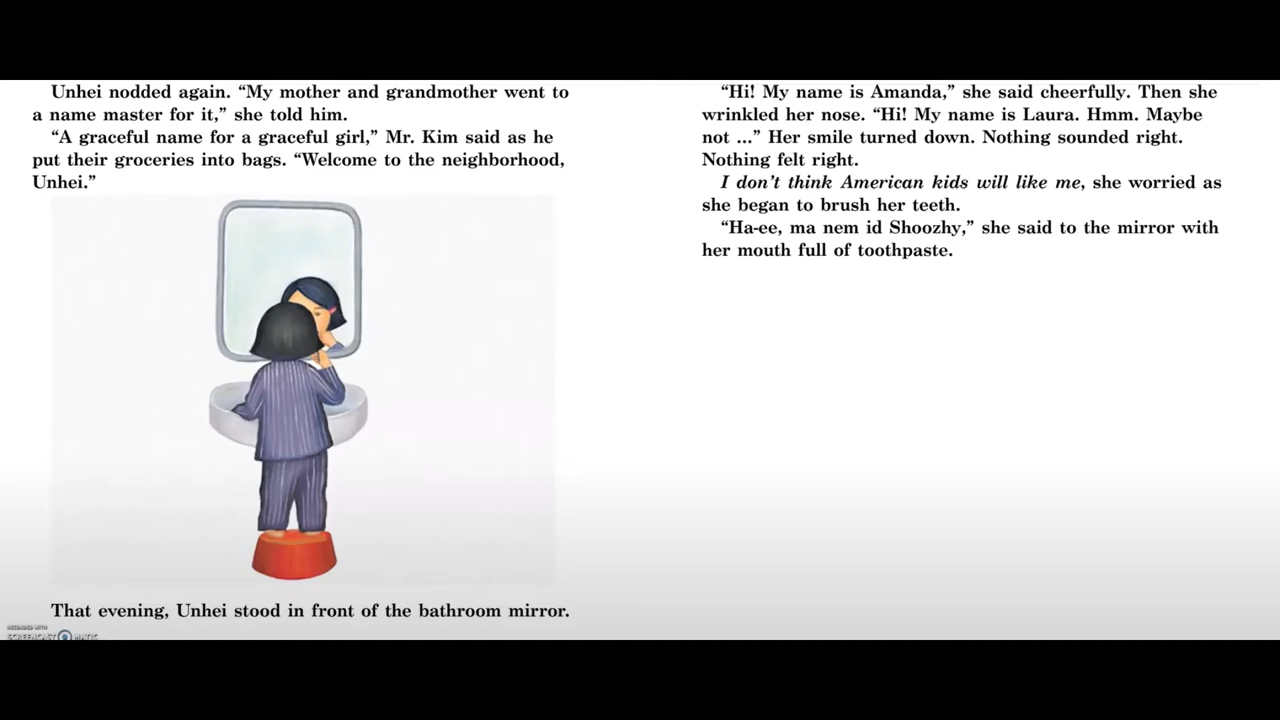 Unhei nodded again. “My mother and grandmother went to
a name master for it,” she told him.
“A graceful name for a graceful girl,” Mr. Kim said as he
put their groceries into bags. “Welcome to the neighborhood,
Unhei.”
That evening, Unhei stood in front of the bathroom mirror.
“Hi! My name is Amanda,” she said cheerfully. Then she
wrinkled her nose. “Hi! My name is Laura. Hmm. Maybe
not ...” Her smile turned down. Nothing sounded right.
Nothing felt right.
I don’t think American kids will like me, she worried as
she began to brush her teeth.
“Ha-ee, ma nem id Shoozhy,” she said to the mirror with
her mouth full of toothpaste.
RECORDED WITH
SCREENCAST MATIC